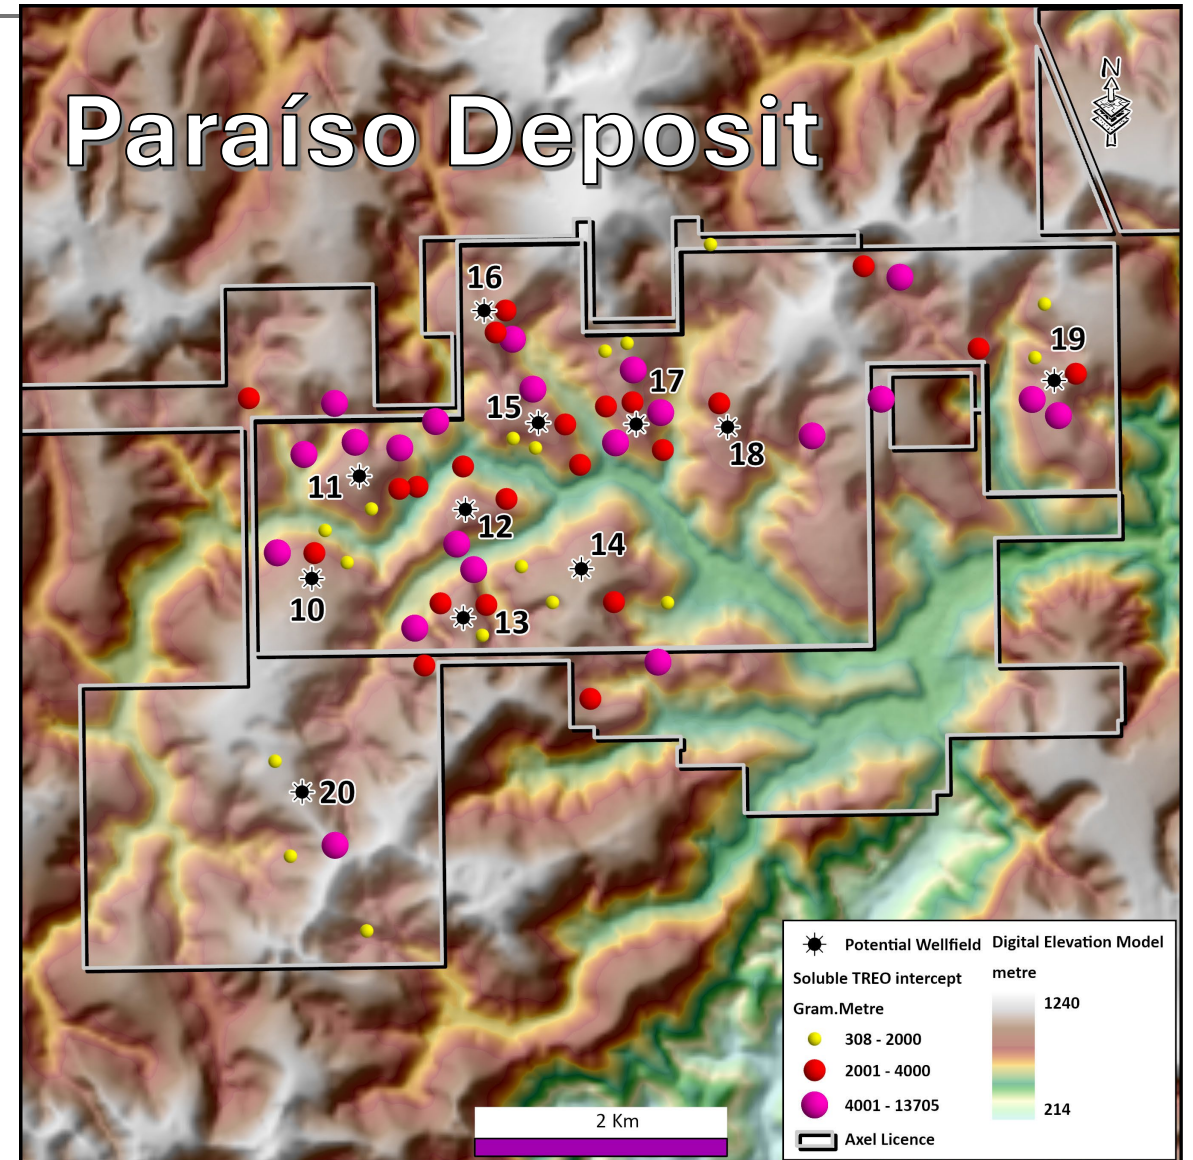 Paraíso Deposit
N
16
19
17
15
18
11
12
14
10
13
20
Potential Wellfield
Soluble TREO intercept
Gram.Metre
308 - 2000
2001 - 4000
4001 - 13705
Axel Licence
Digital Elevation Model
metre
1240
214
2 Km